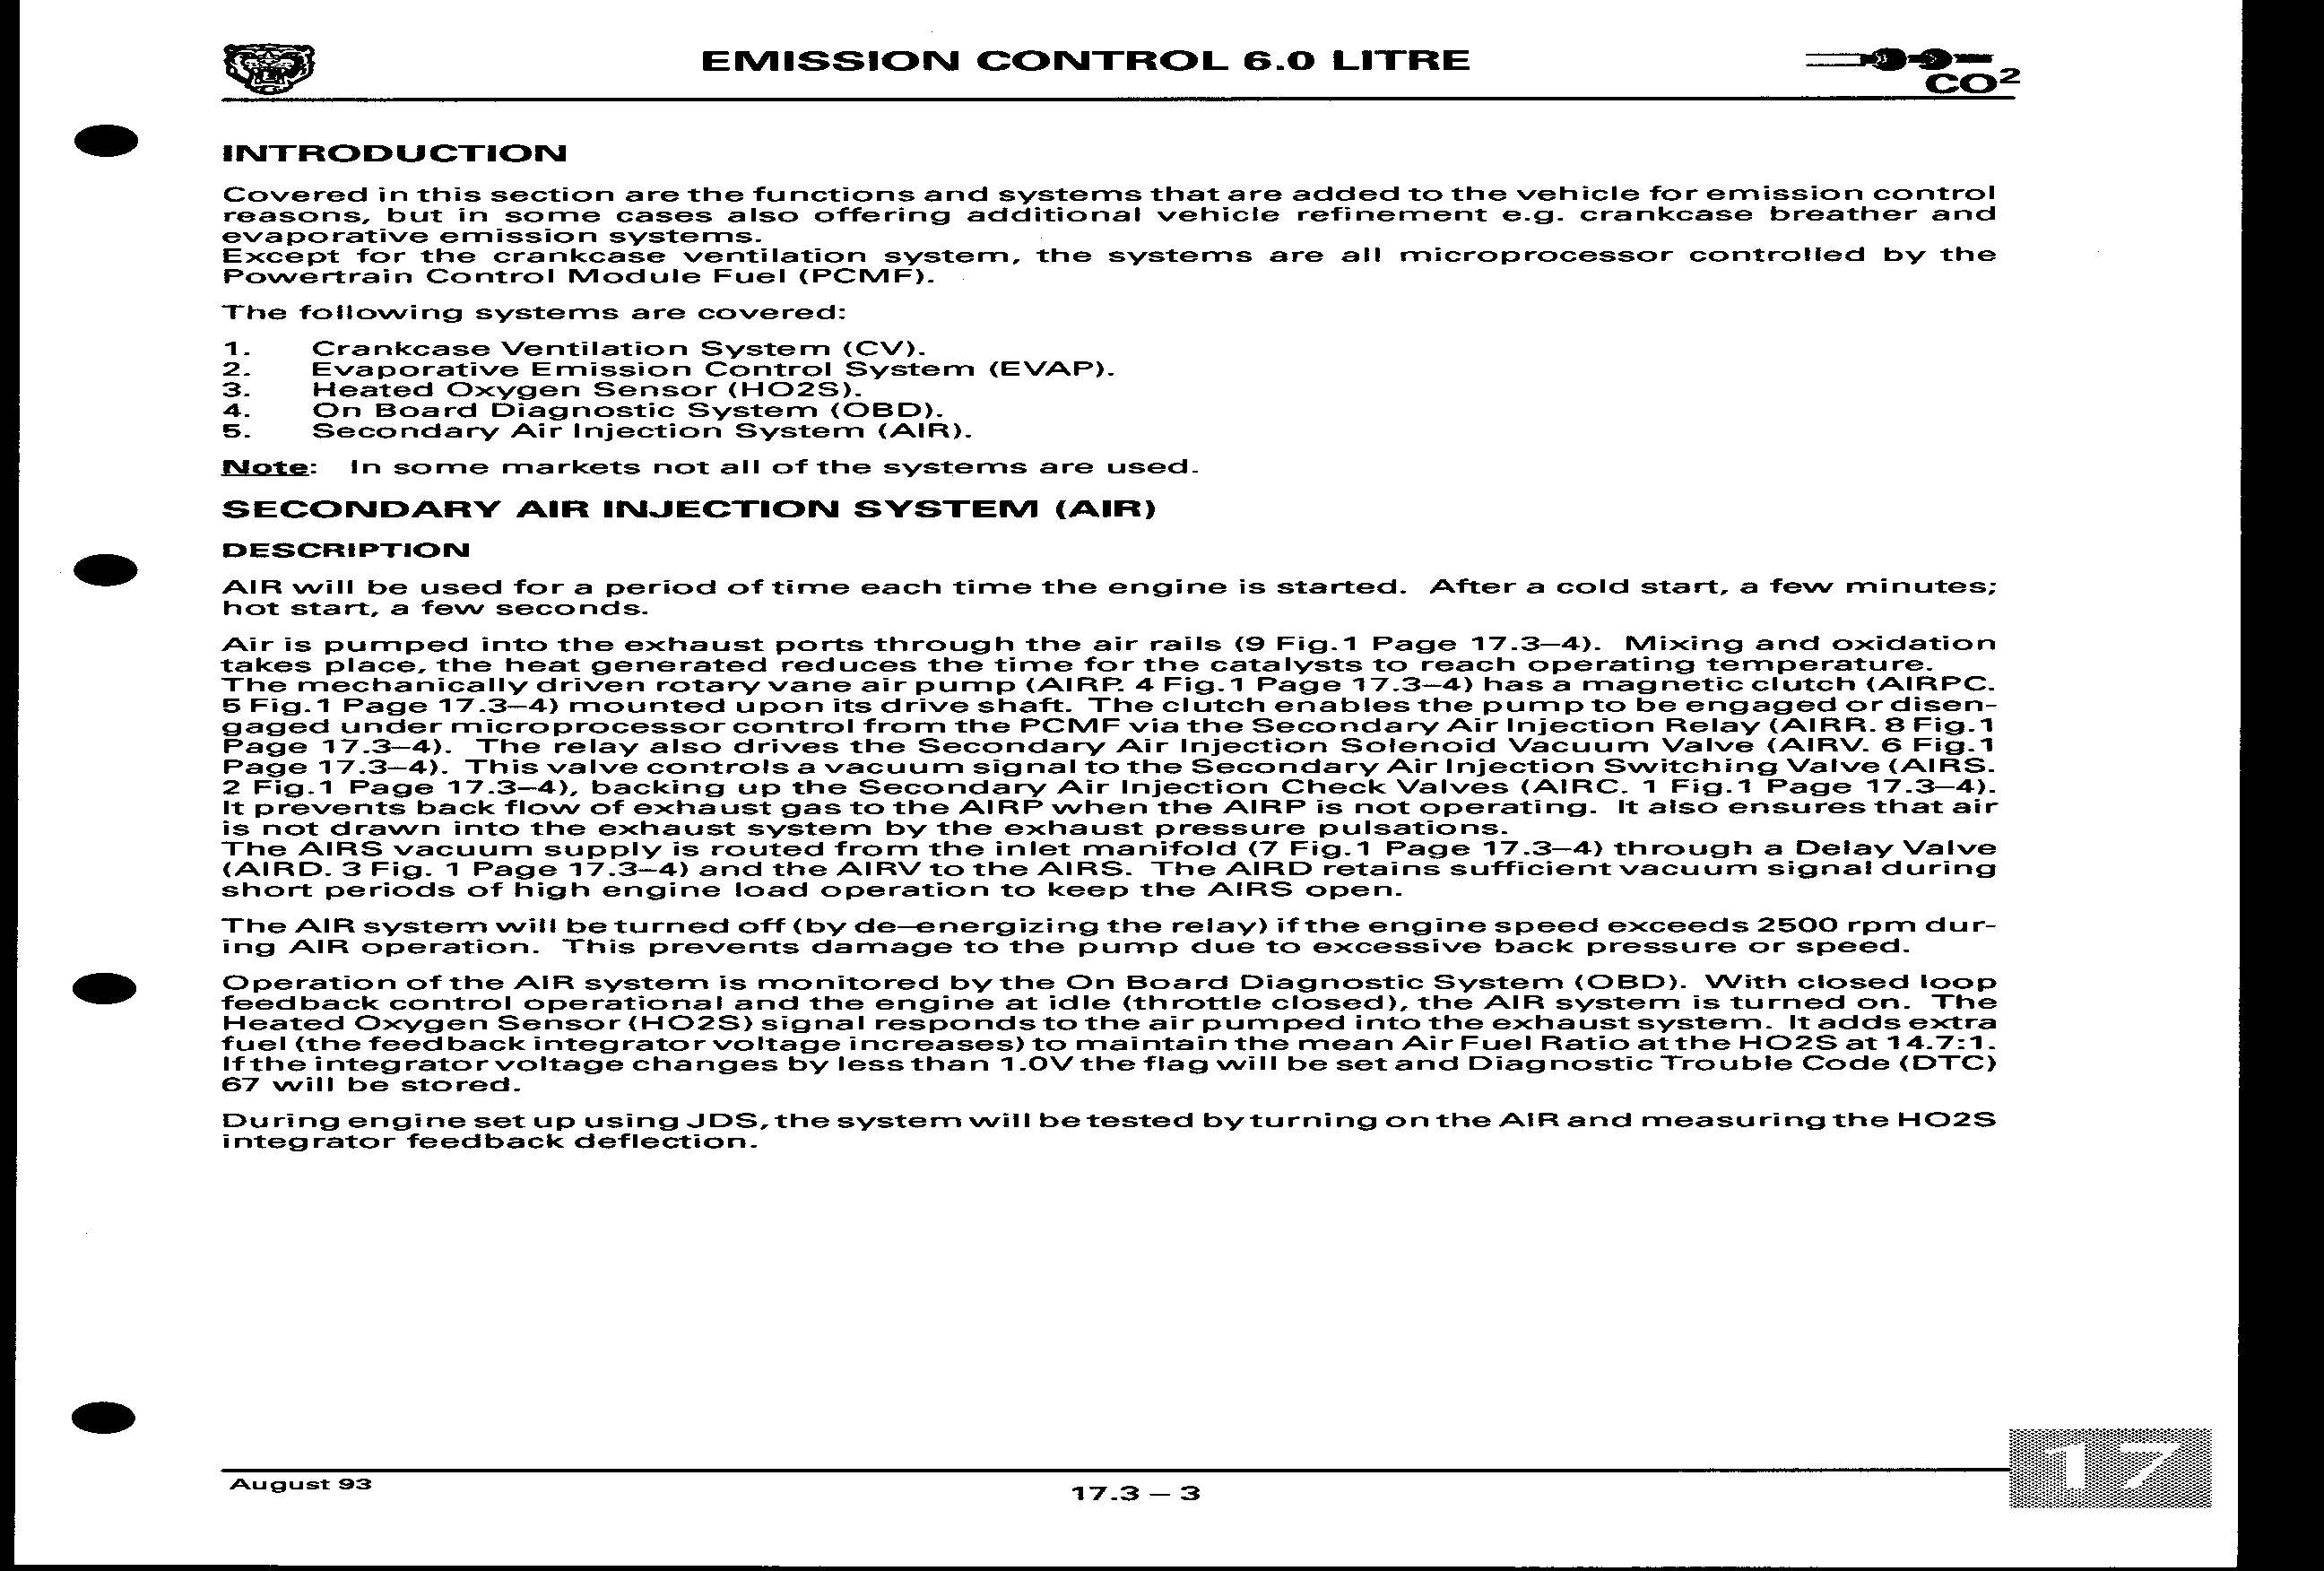 EMISSION CONTROL 6.0 LITRE
CO²
INTRODUCTION
Covered in this section are the functions and systems that are added to the vehicle for emission control
reasons, but in some cases also offering additional vehicle refinement e.g. crankcase breather and
evaporative emission systems.
Except for the crankcase ventilation system, the systems are all microprocessor controlled by the
Powertrain Control Module Fuel (PCMF).
The following systems are covered:
1. Crankcase Ventilation System (CV).
2. Evaporative Emission Control System (EVAP).
3. Heated Oxygen Sensor (HO2S).
4. On Board Diagnostic System (OBD).
5. Secondary Air Injection System (AIR).
Note: In some markets not all of the systems are used.
SECONDARY AIR INJECTION SYSTEM (AIR)
DESCRIPTION
AIR will be used for a period of time each time the engine is started. After a cold start, a few minutes;
hot start, a few seconds.
Air is pumped into the exhaust ports through the air rails (9 Fig.1 Page 17.3–4). Mixing and oxidation
takes place, the heat generated reduces the time for the catalysts to reach operating temperature.
The mechanically driven rotary vane air pump (AIRP. 4 Fig.1 Page 17.3–4) has a magnetic clutch (AIRPC.
5 Fig.1 Page 17.3–4) mounted upon its drive shaft. The clutch enables the pump to be engaged or disen-
gaged under microprocessor control from the PCMF via the Secondary Air Injection Relay (AIRR. 8 Fig.1
Page 17.3–4). The relay also drives the Secondary Air Injection Solenoid Vacuum Valve (AIRV. 6 Fig.1
Page 17.3–4). This valve controls a vacuum signal to the Secondary Air Injection Switching Valve (AIRS.
2 Fig.1 Page 17.3–4), backing up the Secondary Air Injection Check Valves (AIRC. 1 Fig.1 Page 17.3–4).
It prevents back flow of exhaust gas to the AIRP when the AIRP is not operating. It also ensures that air
is not drawn into the exhaust system by the exhaust pressure pulsations.
The AIRS vacuum supply is routed from the inlet manifold (7 Fig.1 Page 17.3–4) through a Delay Valve
(AIRD. 3 Fig. 1 Page 17.3–4) and the AIRV to the AIRS. The AIRD retains sufficient vacuum signal during
short periods of high engine load operation to keep the AIRS open.
The AIR system will be turned off (by de–energizing the relay) if the engine speed exceeds 2500 rpm dur-
ing AIR operation. This prevents damage to the pump due to excessive back pressure or speed.
Operation of the AIR system is monitored by the On Board Diagnostic System (OBD). With closed loop
feedback control operational and the engine at idle (throttle closed), the AIR system is turned on. The
Heated Oxygen Sensor (HO2S) signal responds to the air pumped into the exhaust system. It adds extra
fuel (the feedback integrator voltage increases) to maintain the mean Air Fuel Ratio at the HO2S at 14.7:1.
If the integrator voltage changes by less than 1.0V the flag will be set and Diagnostic Trouble Code (DTC)
67 will be stored.
During engine set up using JDS, the system will be tested by turning on the AIR and measuring the HO2S
integrator feedback deflection.
17
August 93
17.3 – 3